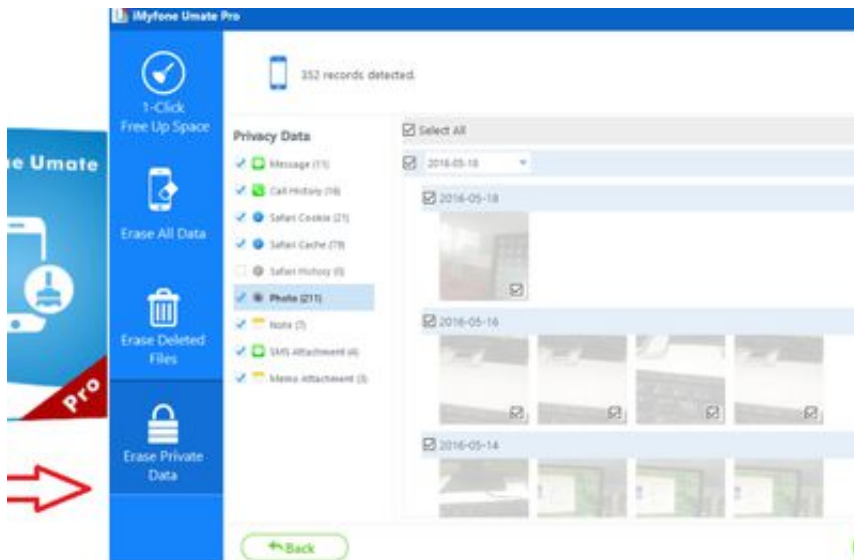 iMyfone Umate Pro
1-Click
Free Up Space
Erase All Data
Erase Deleted
Files
Erase Private
Data
e Umate
Pro
352 records detected.
Privacy Data
Message (11)
Call History (16)
Safari Cookie (21)
Safari Cache (79)
Safari History (0)
Photo (211)
Note (7)
SMS Attachment (4)
Memo Attachment (3)
Select All
2016-05-18
2016-05-18
2016-05-16
2016-05-14
Back